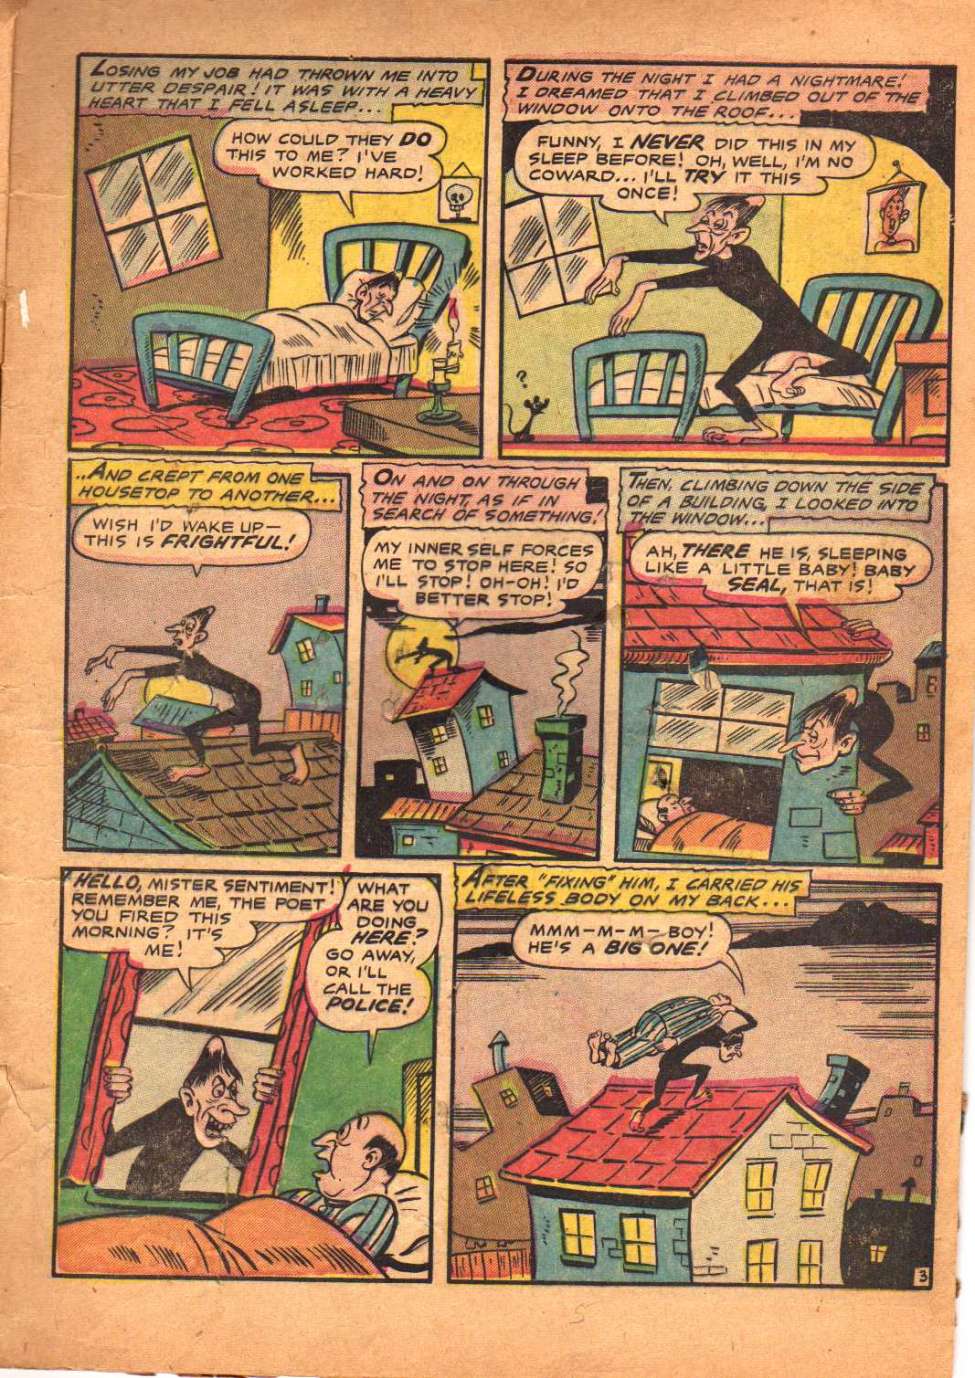 LOSING MY JOB HAD THROWN ME INTO
UTTER DESPAIR! IT WAS WITH A HEAVY
HEART THAT I FELL ASLEEP...
HOW COULD THEY DO
THIS TO ME? I'VE
WORKED HARD!
DURING THE NIGHT I HAD A NIGHTMARE!
I DREAMED THAT I CLIMBED OUT OF THE
WINDOW ONTO THE ROOF...
FUNNY, I NEVER DID THIS IN MY
SLEEP BEFORE! OH, WELL, I'M NO
COWARD... I'LL TRY IT THIS
ONCE!
?
..AND CREPT FROM ONE
HOUSETOP TO ANOTHER...
WISH I'D WAKE UP—
THIS IS FRIGHTFUL!
ON AND ON THROUGH
THE NIGHT, AS IF IN
SEARCH OF SOMETHING!
MY INNER SELF FORCES
ME TO STOP HERE! SO
I'LL STOP! OH-OH! I'D
BETTER STOP!
THEN, CLIMBING DOWN THE SIDE
OF A BUILDING, I LOOKED INTO
THE WINDOW...
AH, THERE HE IS, SLEEPING
LIKE A LITTLE BABY! BABY
SEAL, THAT IS!
HELLO, MISTER SENTIMENT!
REMEMBER ME, THE POET
YOU FIRED THIS
MORNING? IT'S
ME!
WHAT
ARE YOU
DOING
HERE?
GO AWAY,
OR I'LL
CALL THE
POLICE!
AFTER "FIXING" HIM, I CARRIED HIS
LIFELESS BODY ON MY BACK...
MMM-M-M-BOY!
HE'S A BIG ONE!
3
5